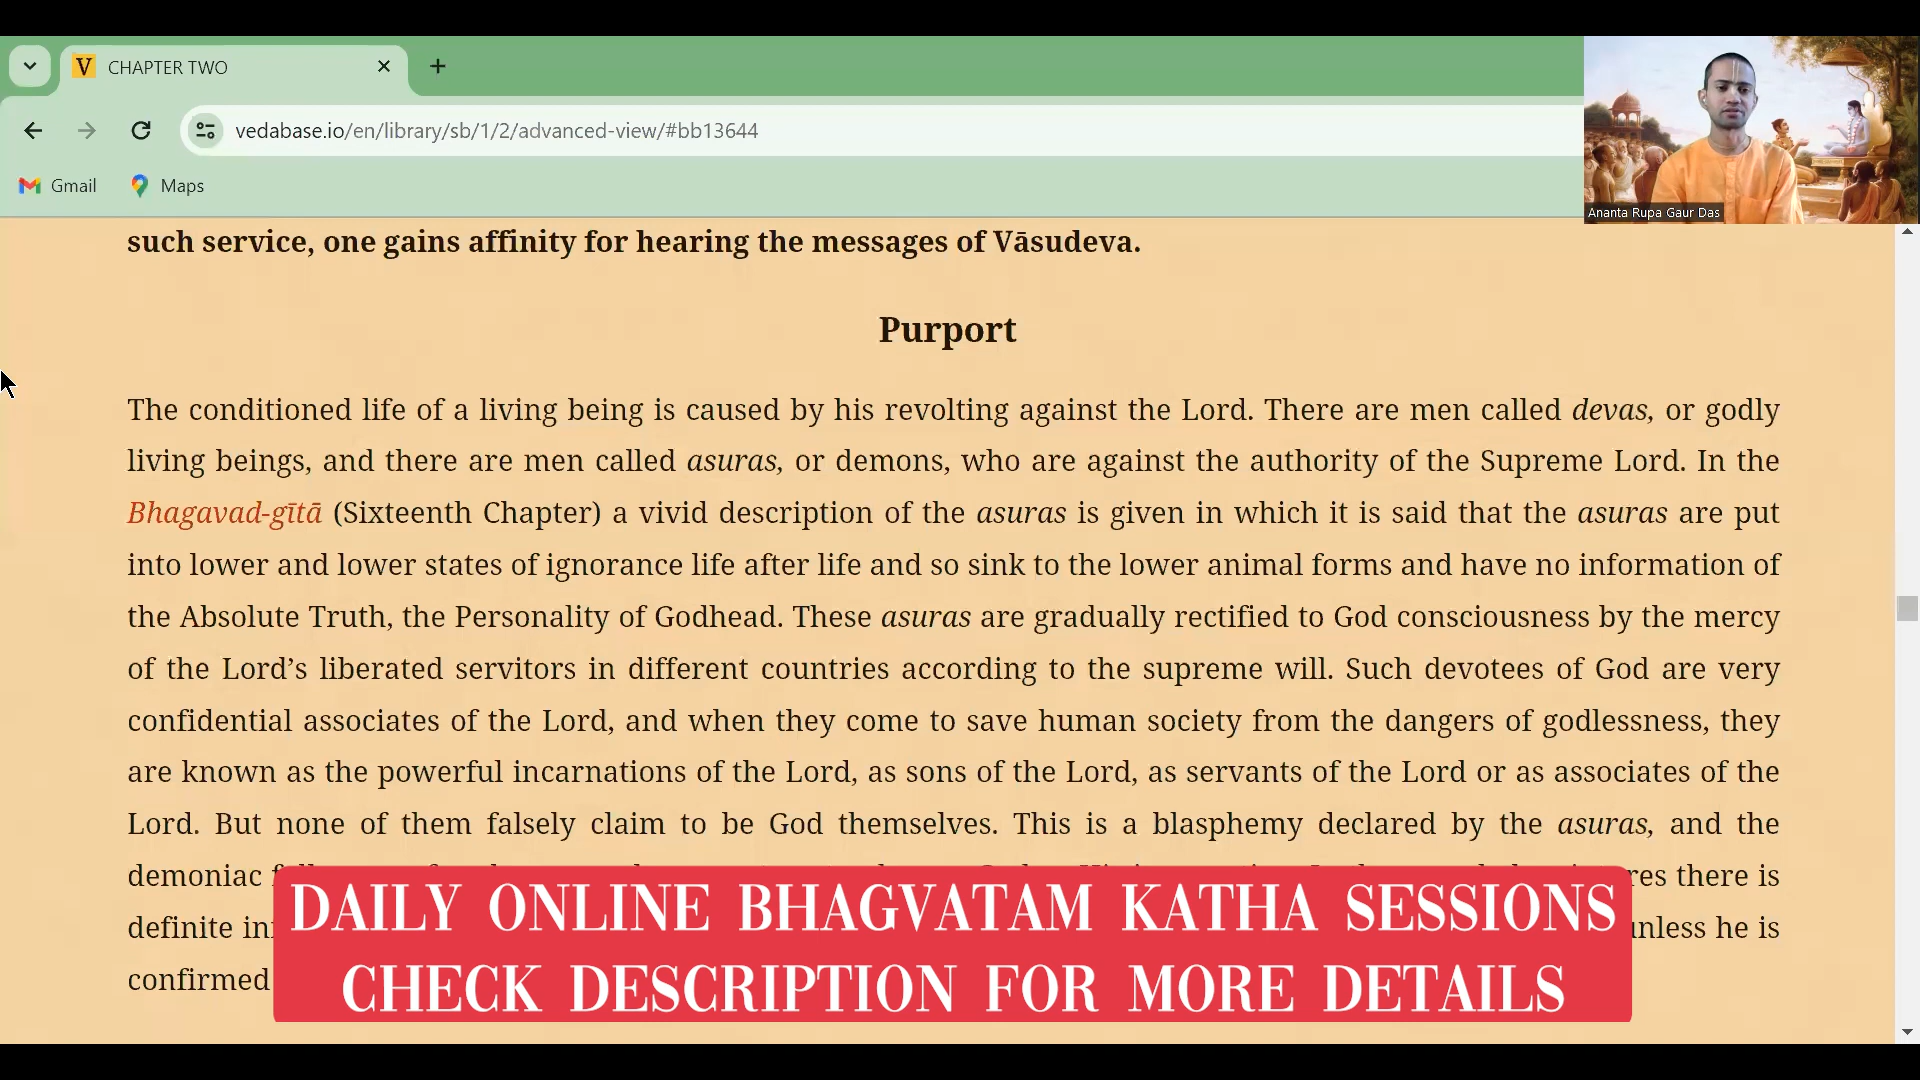 V CHAPTER TWO
vedabase.io/en/library/sb/1/2/advanced-view/#bb13644
Gmail Maps
Ananta Rupa Gaur Das
such service, one gains affinity for hearing the messages of Vāsudeva.
Purport
The conditioned life of a living being is caused by his revolting against the Lord. There are men called devas, or godly
living beings, and there are men called asuras, or demons, who are against the authority of the Supreme Lord. In the
Bhagavad-gītā (Sixteenth Chapter) a vivid description of the asuras is given in which it is said that the asuras are put
into lower and lower states of ignorance life after life and so sink to the lower animal forms and have no information of
the Absolute Truth, the Personality of Godhead. These asuras are gradually rectified to God consciousness by the mercy
of the Lord’s liberated servitors in different countries according to the supreme will. Such devotees of God are very
confidential associates of the Lord, and when they come to save human society from the dangers of godlessness, they
are known as the powerful incarnations of the Lord, as sons of the Lord, as servants of the Lord or as associates of the
Lord. But none of them falsely claim to be God themselves. This is a blasphemy declared by the asuras, and the
demoniac there is
definite unless he is
confirmed
DAILY ONLINE BHAGVATAM KATHA SESSIONS
CHECK DESCRIPTION FOR MORE DETAILS